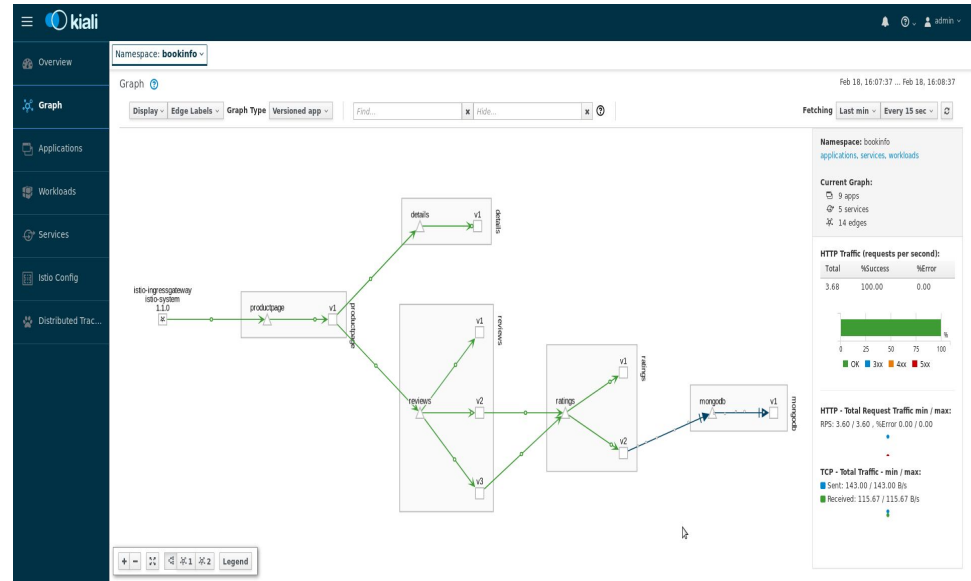 kiali
admin
Overview
Graph
Applications
Workloads
Services
Istio Config
Distributed Trac...
Namespace: bookinfo
Graph
Feb 18, 16:07:37 ... Feb 18, 16:08:37
Display Edge Labels Graph Type Versioned app Find... x Hide... x Fetching Last min Every 15 sec
details v1 details
istio-ingressgateway
istio-system
1.1.0
productpage v1 productpage
v1 reviews
reviews v2
v3
v1 ratings
ratings
v2
mongodb v1 mongodb
+ - 1 2 Legend
Namespace: bookinfo
applications, services, workloads
Current Graph:
9 apps
5 services
14 edges
HTTP Traffic (requests per second):
Total %Success %Error
3.68 100.00 0.00
%
0 25 50 75 100
OK 3xx 4xx 5xx
HTTP - Total Request Traffic min / max:
RPS: 3.60 / 3.60 , %Error 0.00 / 0.00
TCP - Total Traffic - min / max:
Sent: 143.00 / 143.00 B/s
Received: 115.67 / 115.67 B/s